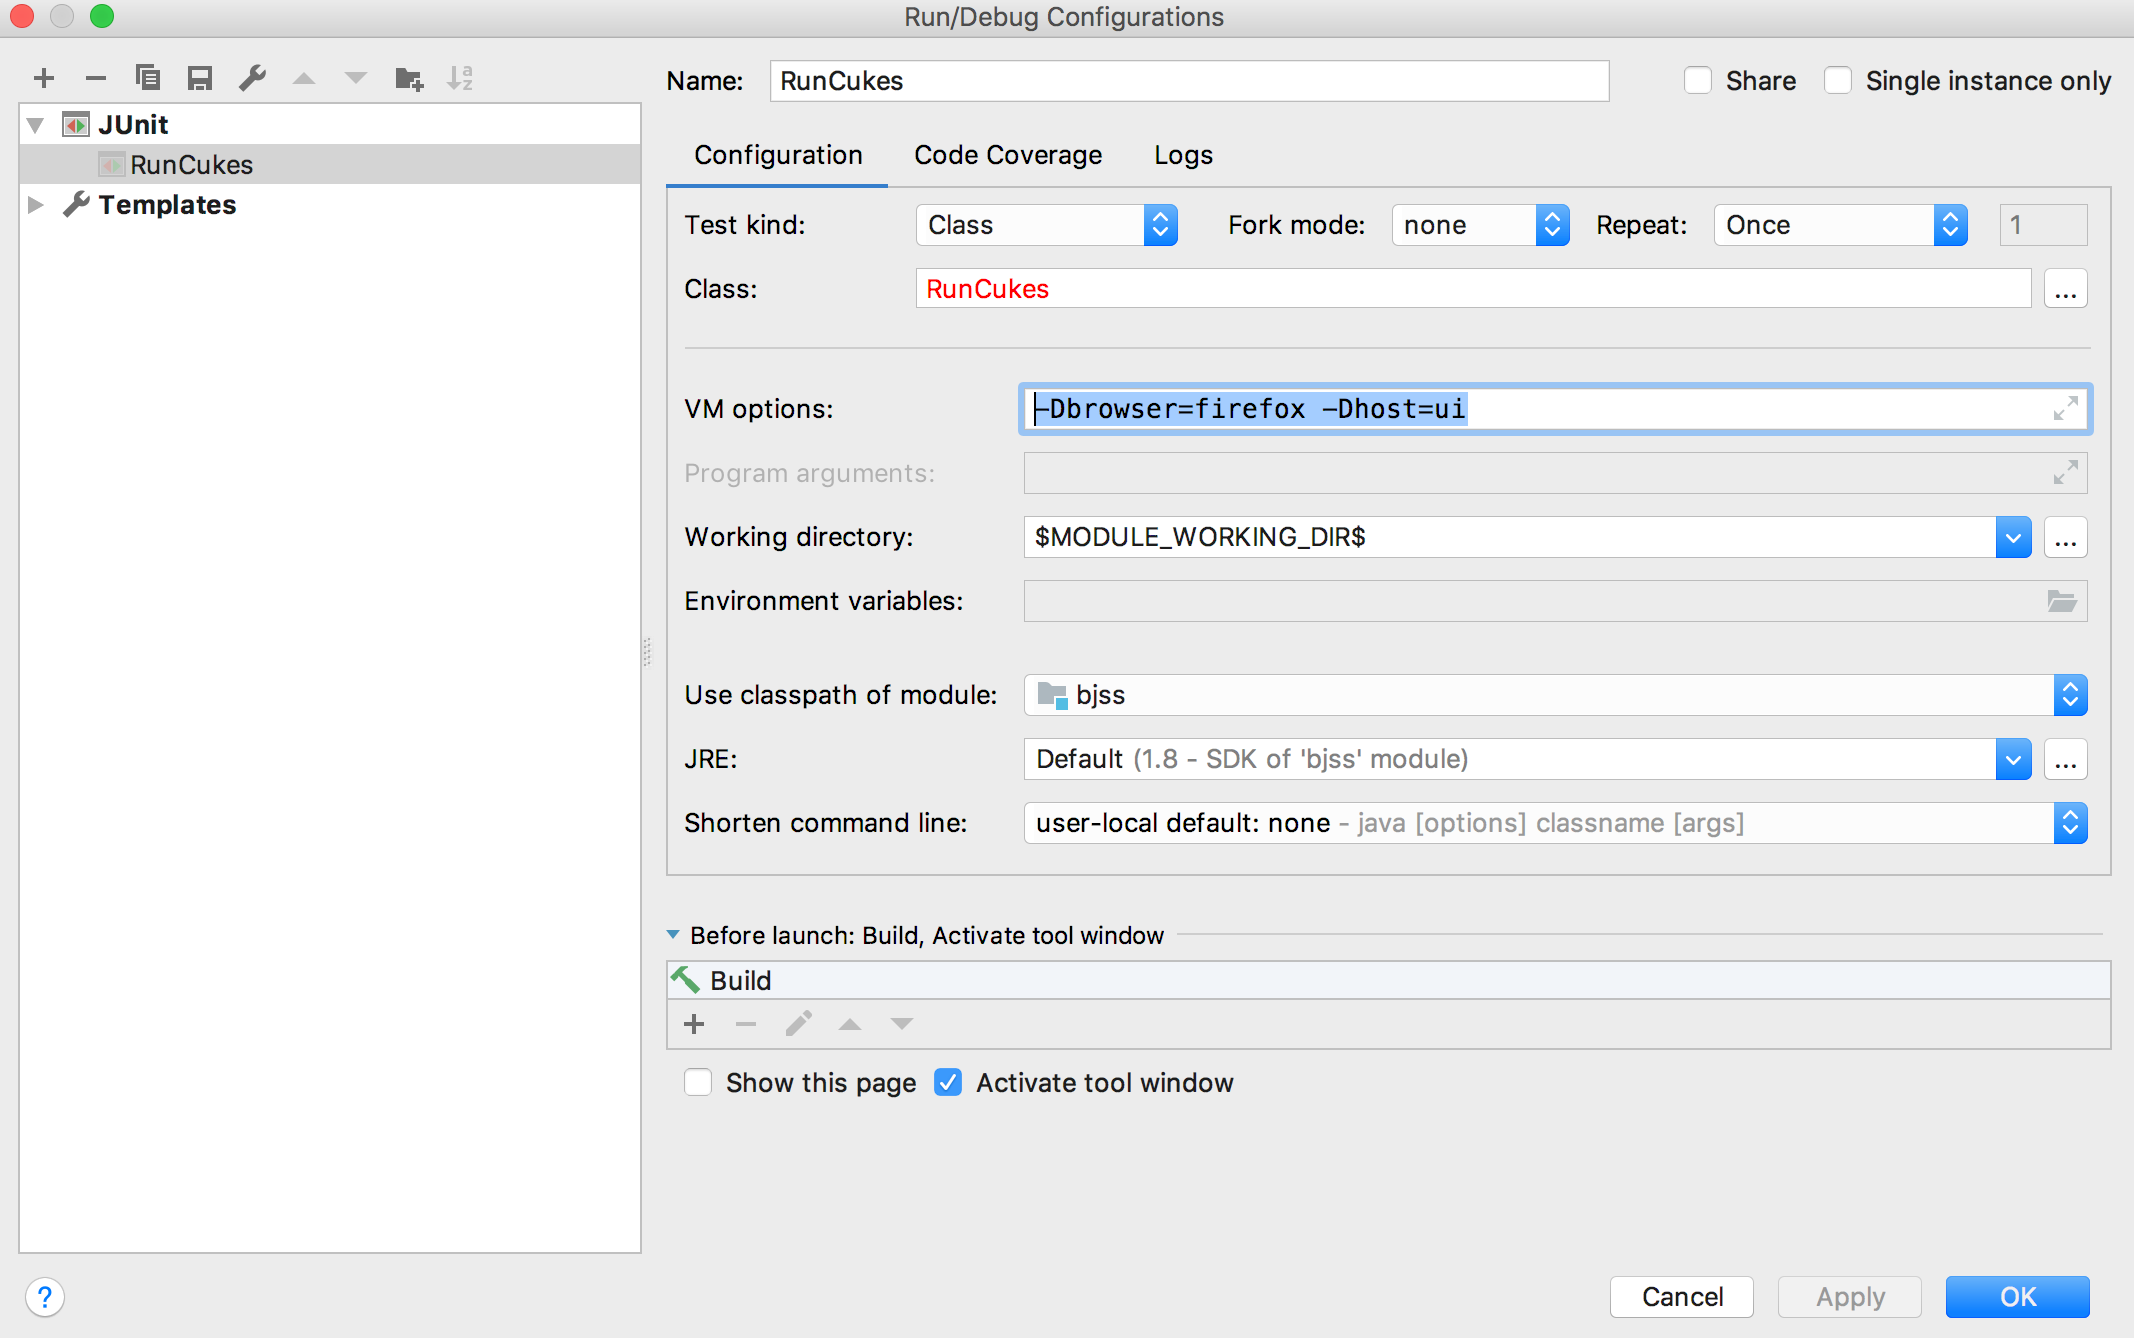 Run/Debug Configurations
JUnit
RunCukes
Templates
Name: RunCukes Share Single instance only
Configuration Code Coverage Logs
Test kind: Class Fork mode: none Repeat: Once 1
Class: RunCukes ...
VM options: -Dbrowser=firefox -Dhost=ui
Program arguments:
Working directory: $MODULE_WORKING_DIR$ ...
Environment variables:
Use classpath of module: bjss
JRE: Default (1.8 - SDK of 'bjss' module) ...
Shorten command line: user-local default: none - java [options] classname [args]
Before launch: Build, Activate tool window
Build
Show this page Activate tool window
? Cancel Apply OK